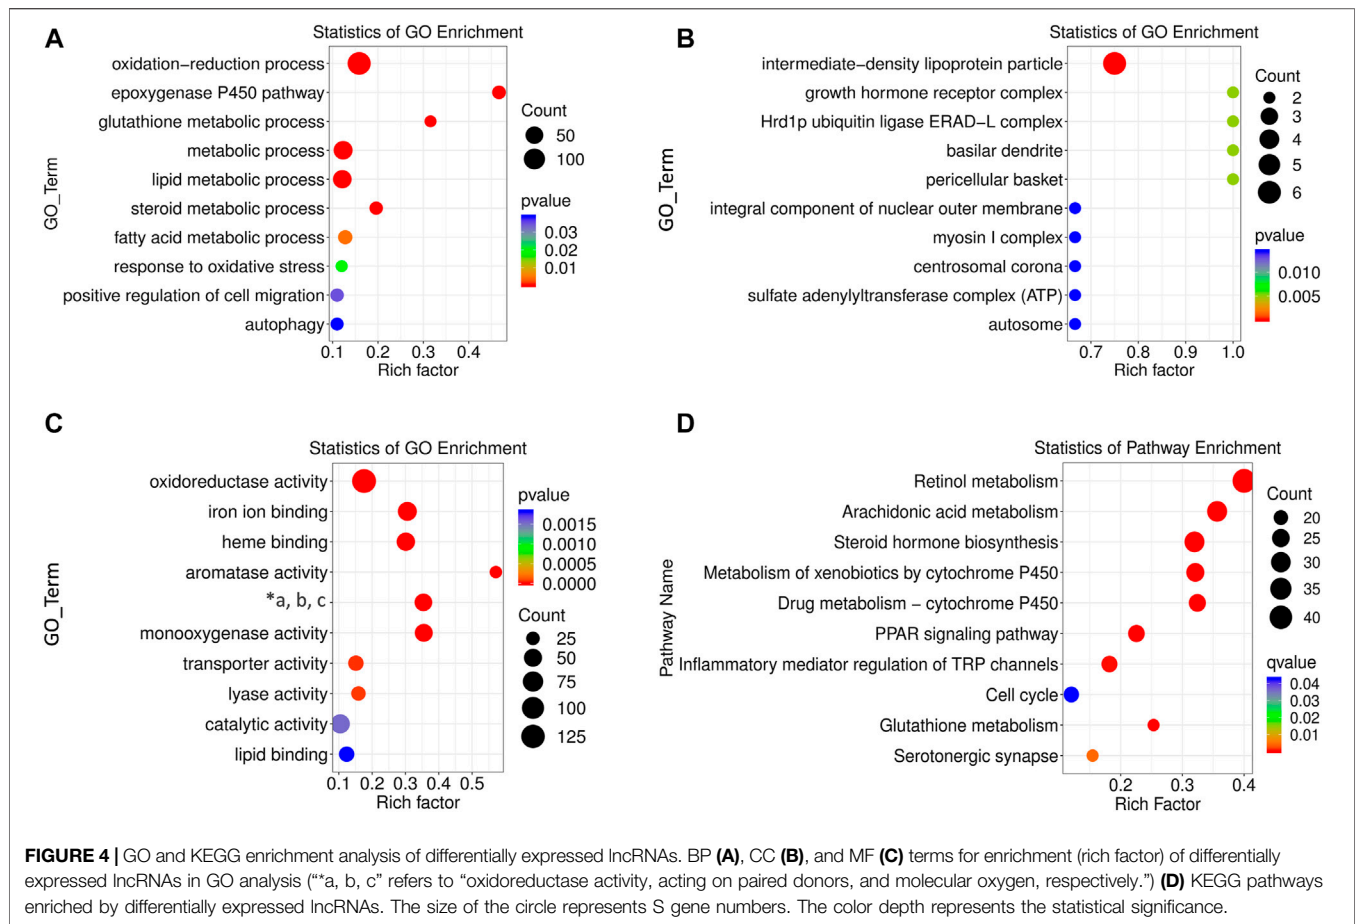 A
Statistics of GO Enrichment
GO_Term
oxidation−reduction process
epoxygenase P450 pathway
glutathione metabolic process
metabolic process
lipid metabolic process
steroid metabolic process
fatty acid metabolic process
response to oxidative stress
positive regulation of cell migration
autophagy
0.1 0.2 0.3 0.4
Rich factor
Count
50
100
pvalue
0.03
0.02
0.01
B
Statistics of GO Enrichment
GO_Term
intermediate−density lipoprotein particle
growth hormone receptor complex
Hrd1p ubiquitin ligase ERAD−L complex
basilar dendrite
pericellular basket
integral component of nuclear outer membrane
myosin I complex
centrosomal corona
sulfate adenylyltransferase complex (ATP)
autosome
0.7 0.8 0.9 1.0
Rich factor
Count
2
3
4
5
6
pvalue
0.010
0.005
C
Statistics of GO Enrichment
GO_Term
oxidoreductase activity
iron ion binding
heme binding
aromatase activity
*a, b, c
monooxygenase activity
transporter activity
lyase activity
catalytic activity
lipid binding
0.1 0.2 0.3 0.4 0.5
Rich factor
pvalue
0.0015
0.0010
0.0005
0.0000
Count
25
50
75
100
125
D
Statistics of Pathway Enrichment
Pathway Name
Retinol metabolism
Arachidonic acid metabolism
Steroid hormone biosynthesis
Metabolism of xenobiotics by cytochrome P450
Drug metabolism − cytochrome P450
PPAR signaling pathway
Inflammatory mediator regulation of TRP channels
Cell cycle
Glutathione metabolism
Serotonergic synapse
0.2 0.3 0.4
Rich Factor
Count
20
25
30
35
40
qvalue
0.04
0.03
0.02
0.01
FIGURE 4 | GO and KEGG enrichment analysis of differentially expressed lncRNAs. BP (A), CC (B), and MF (C) terms for enrichment (rich factor) of differentially
expressed lncRNAs in GO analysis (“*a, b, c” refers to “oxidoreductase activity, acting on paired donors, and molecular oxygen, respectively.”) (D) KEGG pathways
enriched by differentially expressed lncRNAs. The size of the circle represents S gene numbers. The color depth represents the statistical significance.